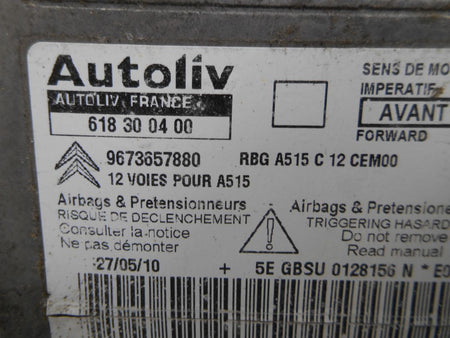 Autoliv
AUTOLIV FRANCE
618 30 04 00
SENS DE MO
IMPERATIF
AVANT
FORWARD
9673657880 RBG A515 C 12 CEM00
12 VOIES POUR A515
Airbags & Pretensionneurs
RISQUE DE DECLENCHEMENT
Consulter la notice
Ne pas démonter
Airbags & Pretensione
TRIGGERING HASARD
Do not remove
Read manual
27/05/10 + 5E GBSU 0128156 N * E0